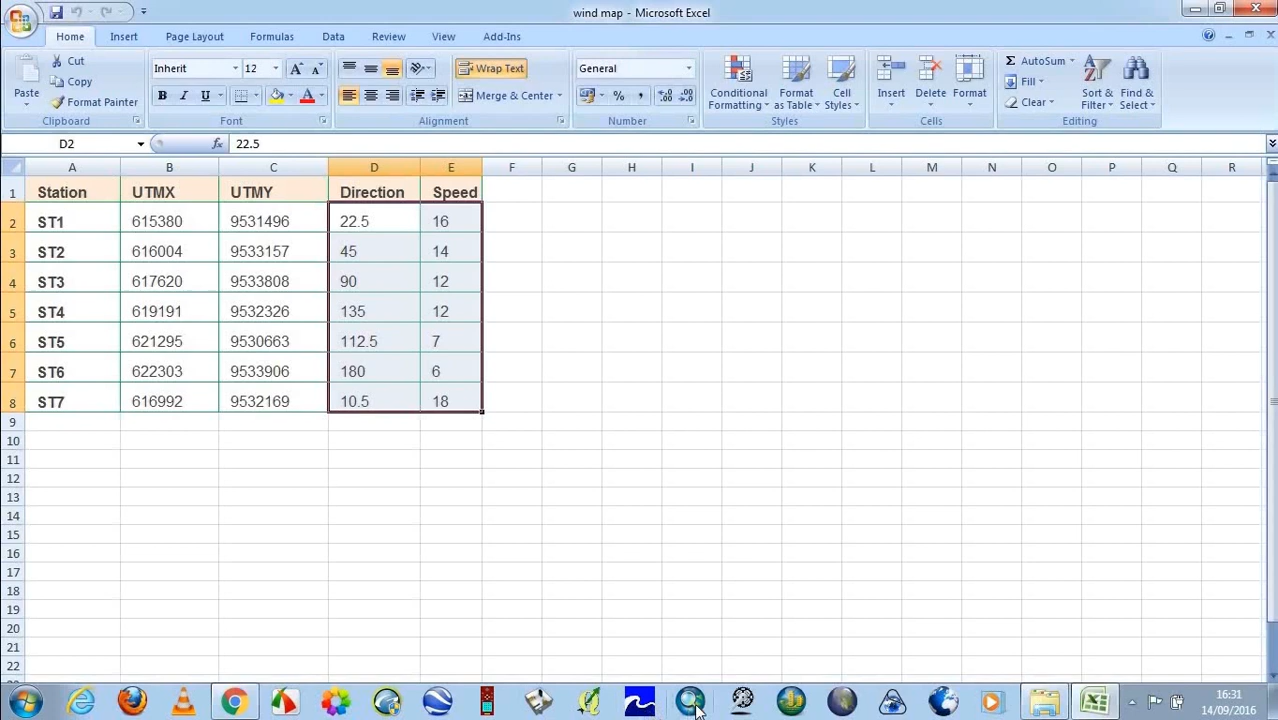 wind map - Microsoft Excel
Home Insert Page Layout Formulas Data Review View Add-Ins
Paste
Cut
Copy
Format Painter
Clipboard
Inherit 12
B I U
Font
Wrap Text
Merge & Center
Alignment
General
Number
Conditional Formatting
Format as Table
Cell Styles
Styles
Insert Delete Format
Cells
AutoSum
Fill
Clear
Sort & Filter
Find & Select
Editing
D2 fx 22.5
A B C D E F G H I J K L M N O P Q R
1 Station UTMX UTMY Direction Speed
2 ST1 615380 9531496 22.5 16
3 ST2 616004 9533157 45 14
4 ST3 617620 9533808 90 12
5 ST4 619191 9532326 135 12
6 ST5 621295 9530663 112.5 7
7 ST6 622303 9533906 180 6
8 ST7 616992 9532169 10.5 18
9
10
11
12
13
14
15
16
17
18
19
20
21
22
16:31
14/09/2016